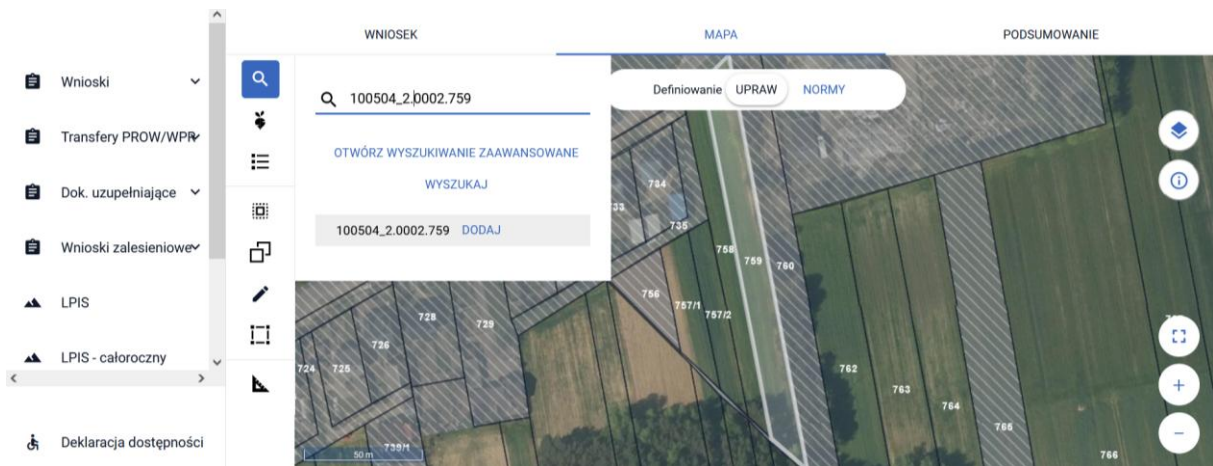 WNIOSEK
MAPA
PODSUMOWANIE
Wnioski
Transfery PROW/WPR
Dok. uzupełniające
Wnioski zalesieniowe
LPIS
LPIS - całoroczny
Deklaracja dostępności
100504_2.0002.759
OTWÓRZ WYSZUKIWANIE ZAAWANSOWANE
WYSZUKAJ
100504_2.0002.759 DODAJ
Definiowanie UPRAW NORMY
734
733
735
758
759
760
756
757/1
757/2
728
729
726
724
725
762
763
764
765
766
739/1
50 m